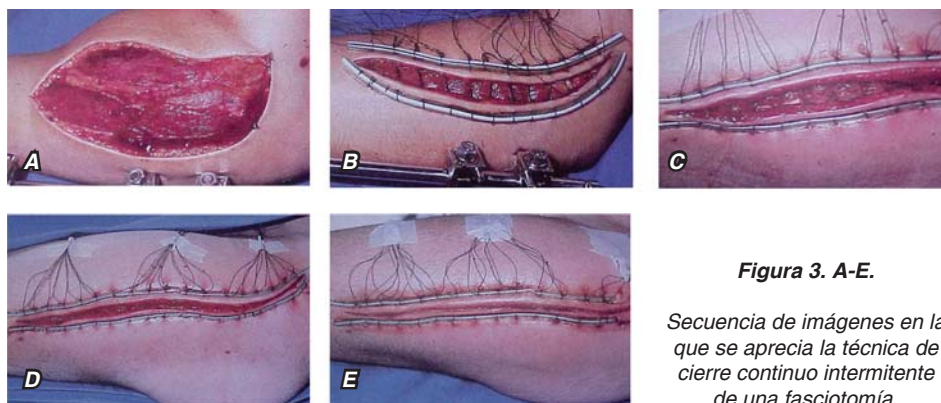 A
B
C
D
E
Figura 3. A-E.
Secuencia de imágenes en la
que se aprecia la técnica de
cierre continuo intermitente
de una fasciotomía